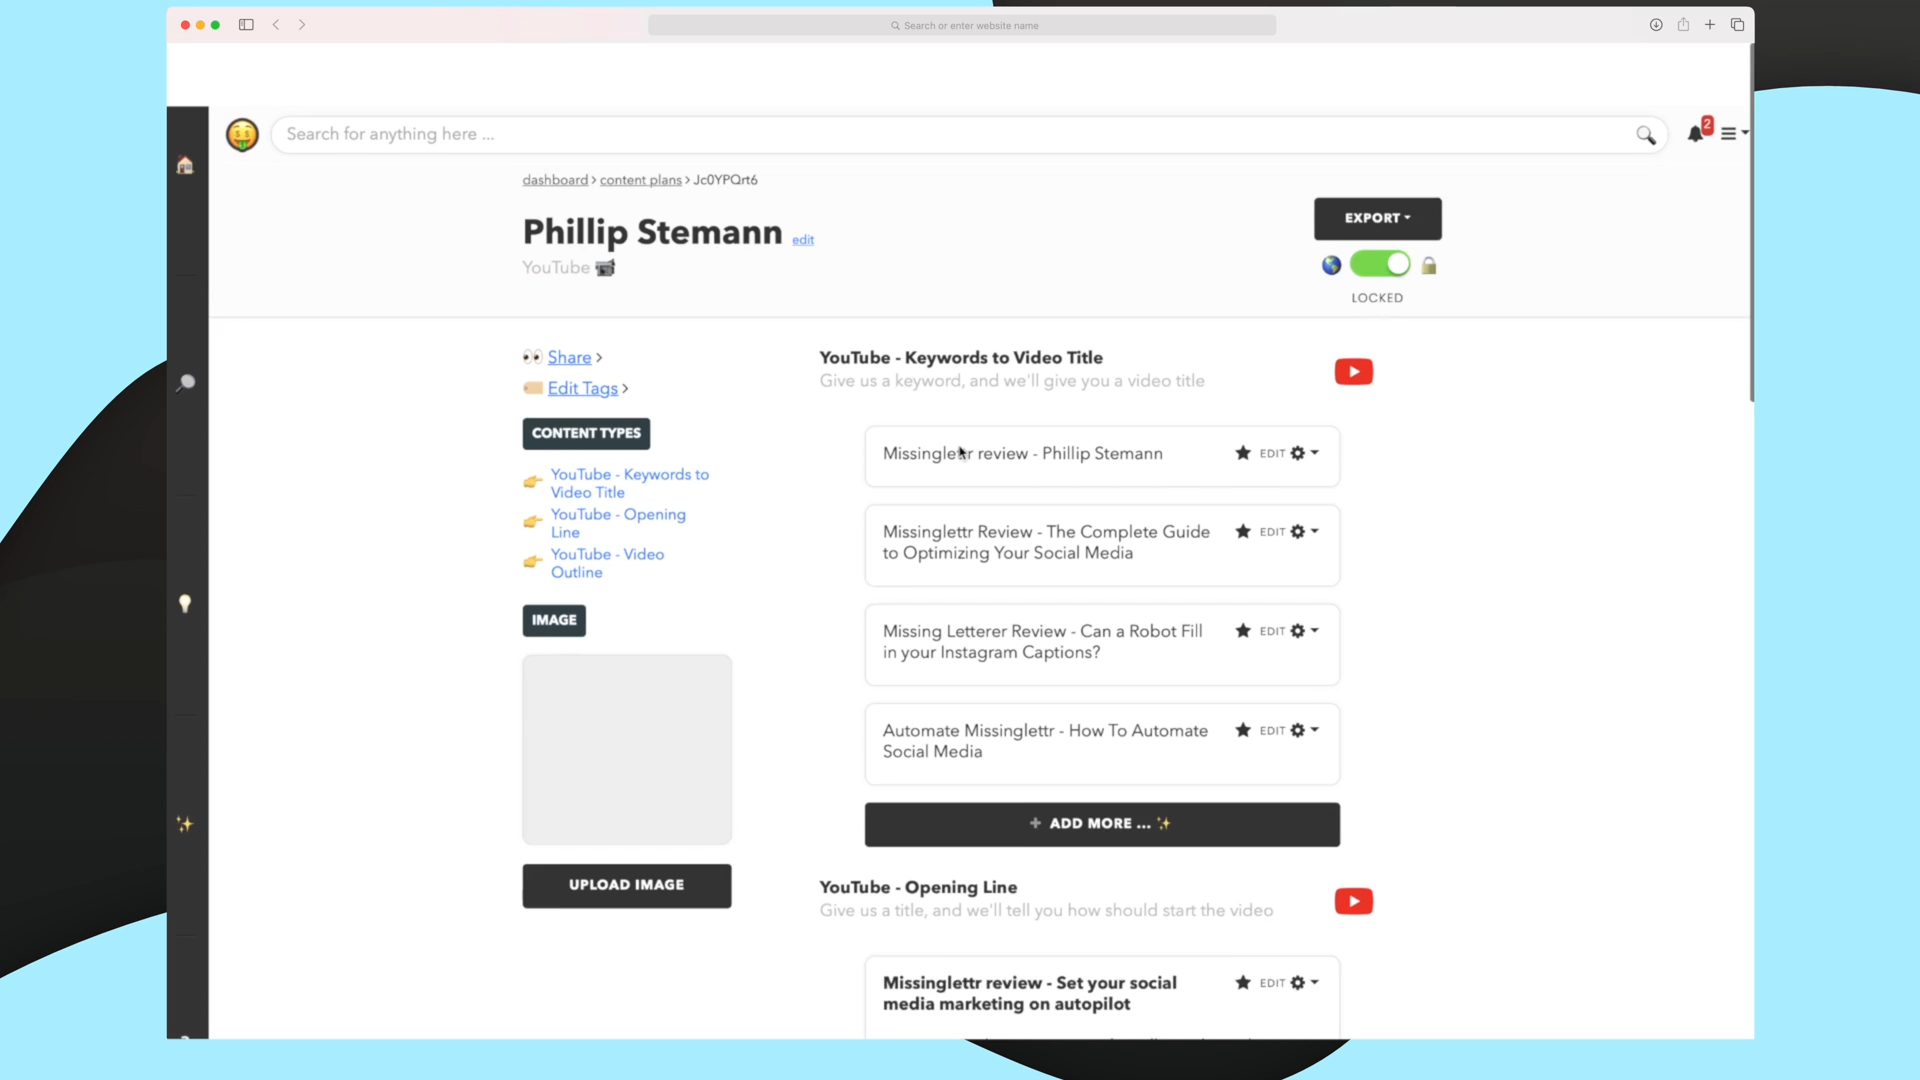 Search or enter website name
Search for anything here ...
2
dashboard > content plans > Jc0YPQrt6
Phillip Stemann edit
YouTube
EXPORT
LOCKED
Share >
Edit Tags >
CONTENT TYPES
YouTube - Keywords to
Video Title
YouTube - Opening
Line
YouTube - Video
Outline
IMAGE
UPLOAD IMAGE
YouTube - Keywords to Video Title
Give us a keyword, and we'll give you a video title
Missinglettr review - Phillip Stemann
EDIT
Missinglettr Review - The Complete Guide
to Optimizing Your Social Media
EDIT
Missing Letterer Review - Can a Robot Fill
in your Instagram Captions?
EDIT
Automate Missinglettr - How To Automate
Social Media
EDIT
+ ADD MORE ...
YouTube - Opening Line
Give us a title, and we'll tell you how should start the video
Missinglettr review - Set your social
media marketing on autopilot
EDIT